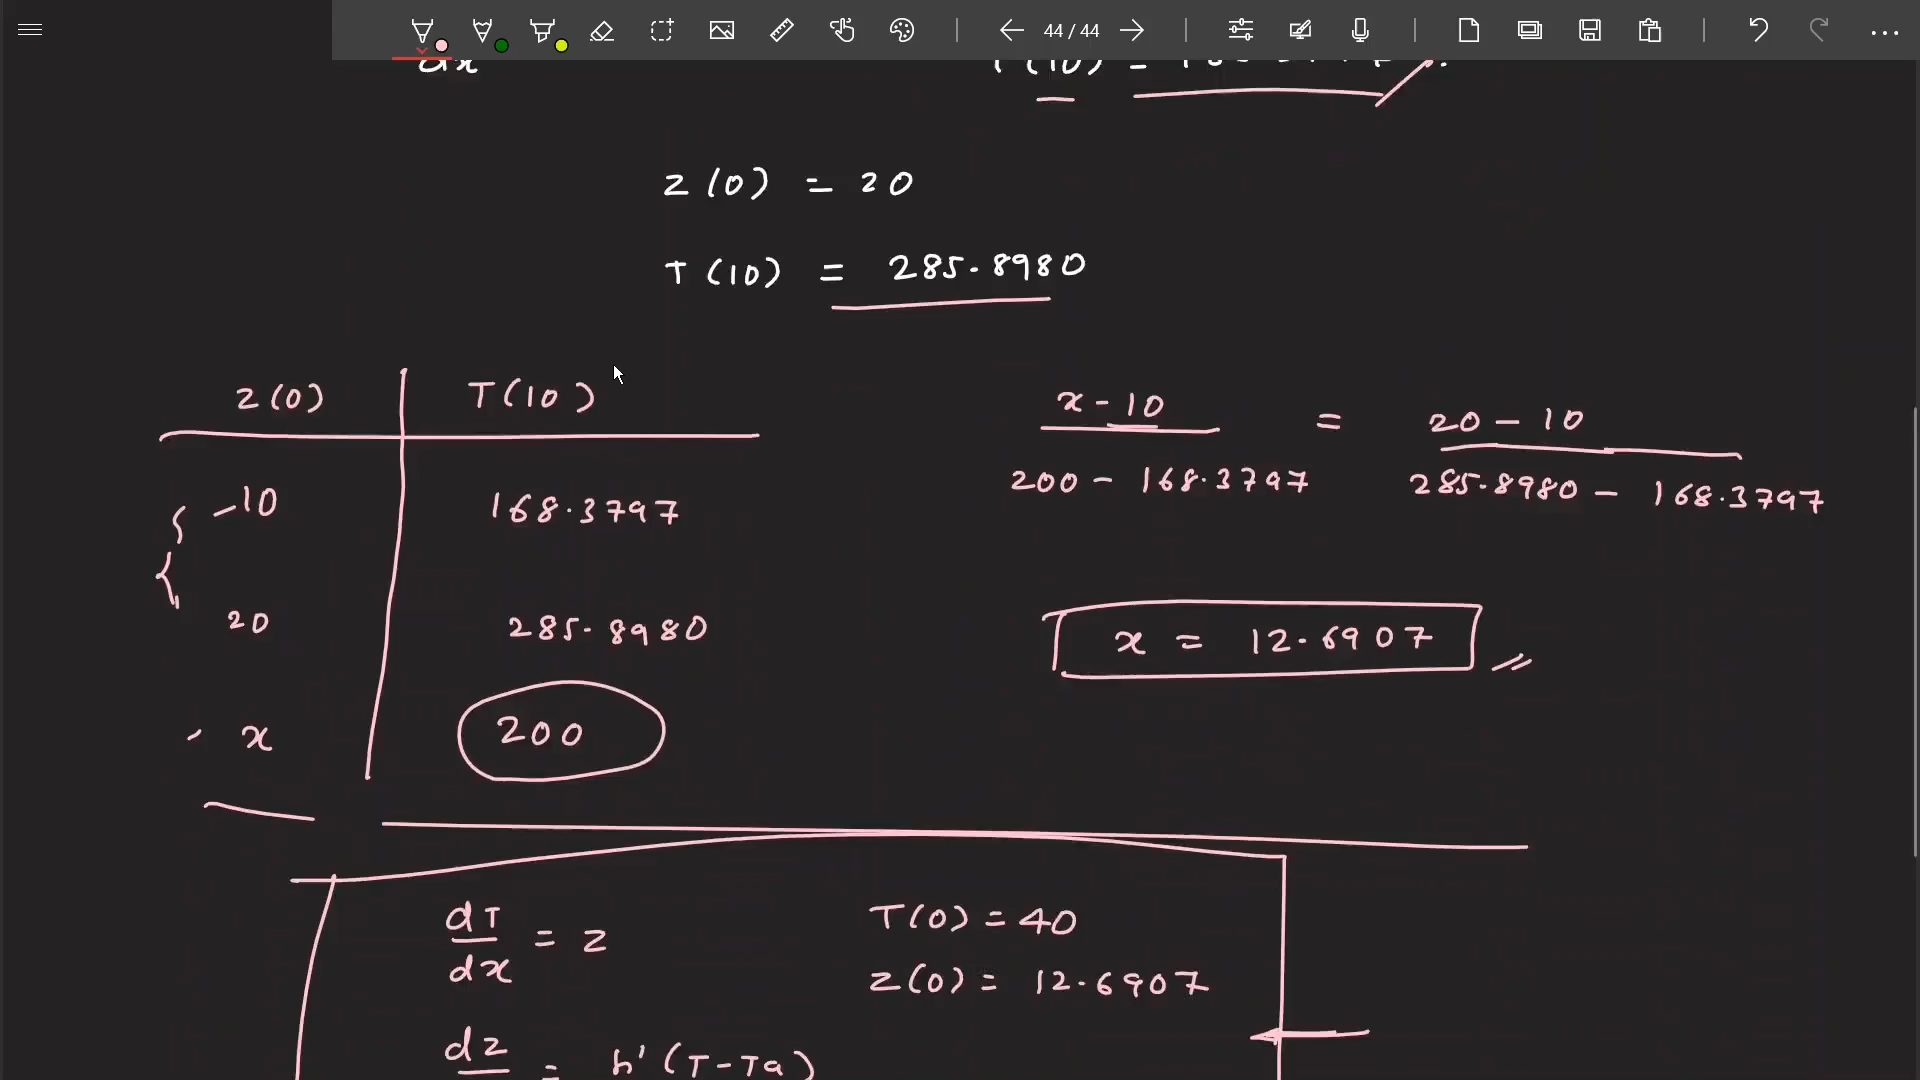 44 / 44
dx
T(10) =
z(0) = 20
T(10) = 285.8980
z(0) T(10)
10 168.3797
20 285.8980
x 200
x - 10 = 20 - 10
200 - 168.3797 285.8980 - 168.3797
x = 12.6907
dT
dx = z
T(0) = 40
z(0) = 12.6907
dz = h'(T-Ta)